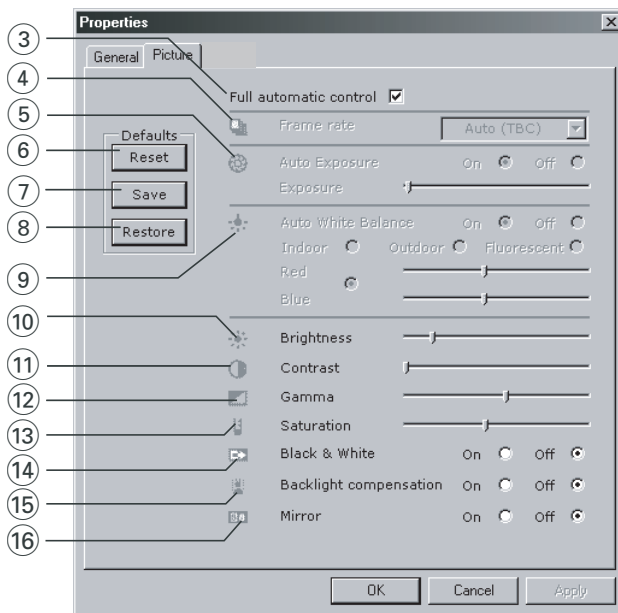 Properties
General Picture
3
Full automatic control
4
Frame rate Auto (TBC)
5
Auto Exposure On Off
Exposure
Defaults
6
Reset
7
Save
8
Restore
9
Auto White Balance On Off
Indoor Outdoor Fluorescent
Red
Blue
10
Brightness
11
Contrast
12
Gamma
13
Saturation
14
Black & White On Off
15
Backlight compensation On Off
16
Mirror On Off
OK Cancel Apply